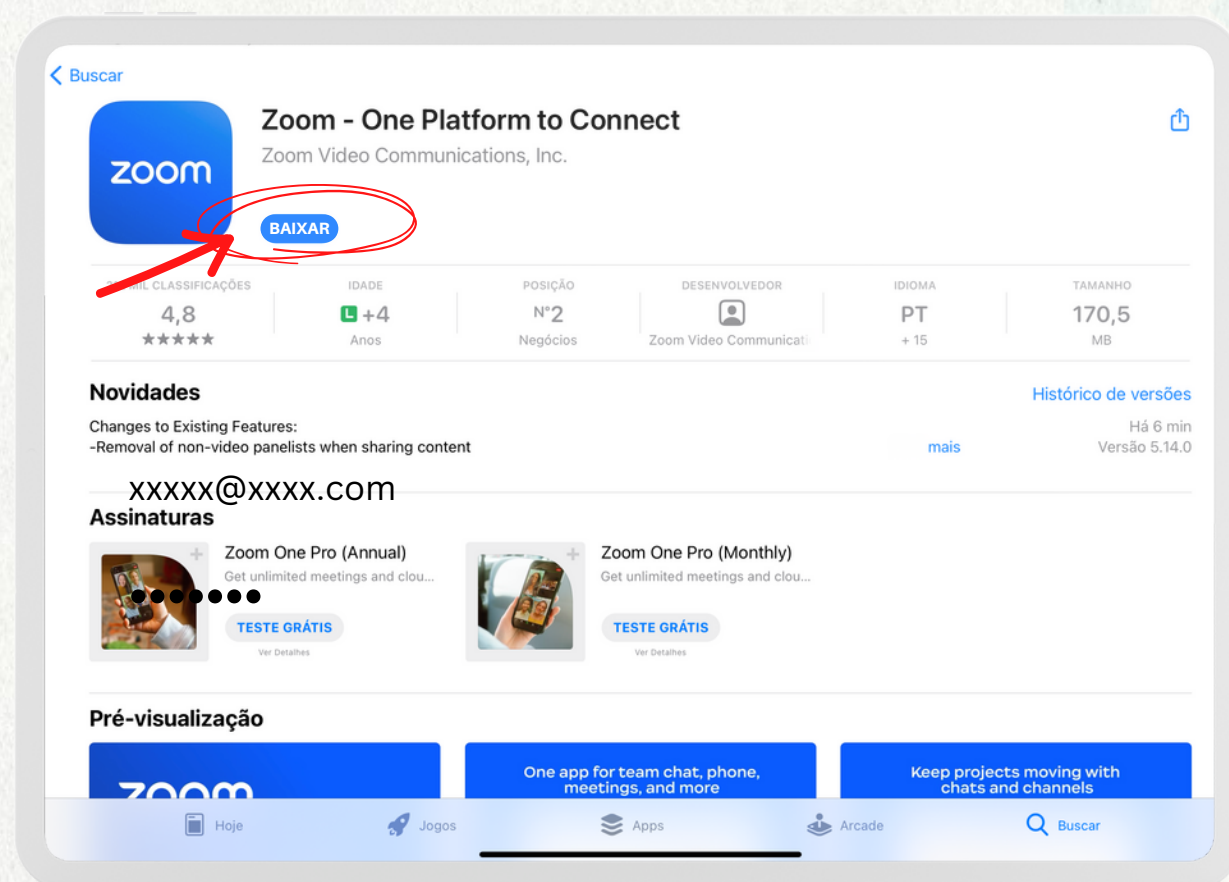 Buscar
zoom
Zoom - One Platform to Connect
Zoom Video Communications, Inc.
BAIXAR
MIL CLASSIFICAÇÕES
4,8
★★★★★
IDADE
L +4
Anos
POSIÇÃO
N°2
Negócios
DESENVOLVEDOR
Zoom Video Communicati
IDIOMA
PT
+ 15
TAMANHO
170,5
MB
Novidades
Histórico de versões
Changes to Existing Features:
Há 6 min
-Removal of non-video panelists when sharing content
mais
Versão 5.14.0
xxxxx@xxxx.com
Assinaturas
Zoom One Pro (Annual)
Get unlimited meetings and clou...
TESTE GRÁTIS
Ver Detalhes
Zoom One Pro (Monthly)
Get unlimited meetings and clou...
TESTE GRÁTIS
Ver Detalhes
•••••••
Pré-visualização
zoom
One app for team chat, phone,
meetings, and more
Keep projects moving with
chats and channels
Hoje
Jogos
Apps
Arcade
Buscar